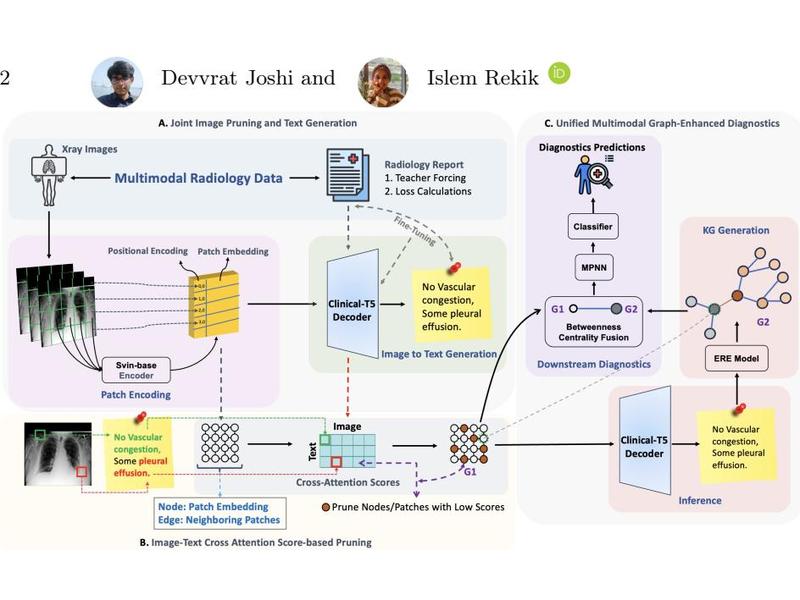 2
Devvrat Joshi and Islem Rekik iD
A. Joint Image Pruning and Text Generation
Xray Images
Multimodal Radiology Data
Radiology Report
1. Teacher Forcing
2. Loss Calculations
Fine-Tuning
Positional Encoding
Patch Embedding
0,0
1,0
2,0
3,0
Svin-base
Encoder
Patch Encoding
Clinical-T5
Decoder
No Vascular
congestion,
Some pleural
effusion.
Image to Text Generation
No Vascular
congestion,
Some pleural
effusion.
Image
Text
Cross-Attention Scores
G1
Node: Patch Embedding
Edge: Neighboring Patches
Prune Nodes/Patches with Low Scores
B. Image-Text Cross Attention Score-based Pruning
C. Unified Multimodal Graph-Enhanced Diagnostics
Diagnostics Predictions
Classifier
MPNN
G1
G2
Betweenness
Centrality Fusion
Downstream Diagnostics
KG Generation
G2
ERE Model
Clinical-T5
Decoder
No Vascular
congestion,
Some pleural
effusion.
Inference